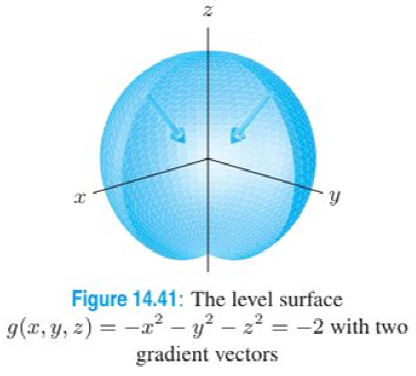 z
x
y
Figure 14.41: The level surface
g(x, y, z) = −x² − y² − z² = −2 with two
gradient vectors